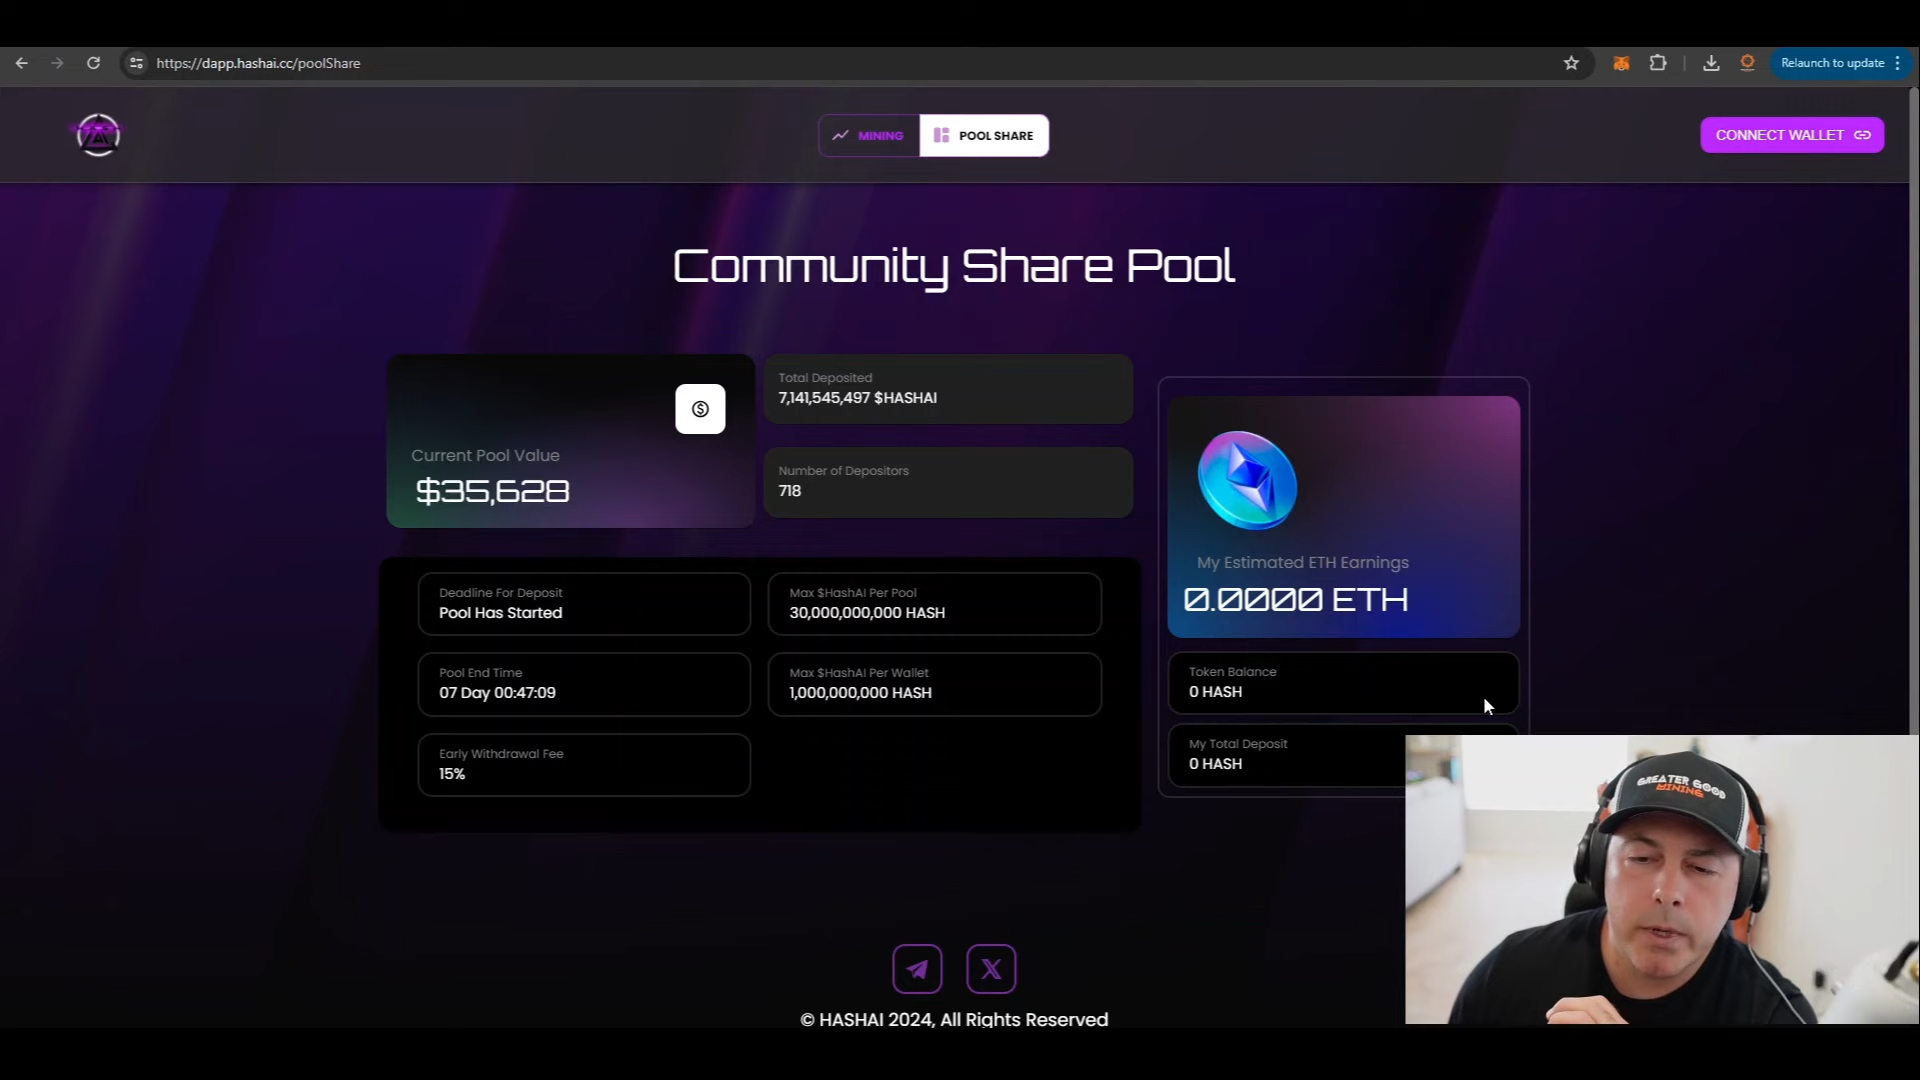 https://dapp.hashai.cc/poolShare
Relaunch to update
MINING
POOL SHARE
CONNECT WALLET
Community Share Pool
Current Pool Value
$35,628
Total Deposited
7,141,545,497 $HASHAI
Number of Depositors
718
Deadline For Deposit
Pool Has Started
Max $HashAI Per Pool
30,000,000,000 HASH
Pool End Time
07 Day 00:47:09
Max $HashAI Per Wallet
1,000,000,000 HASH
Early Withdrawal Fee
15%
My Estimated ETH Earnings
0.0000 ETH
Token Balance
0 HASH
My Total Deposit
0 HASH
GREATER GOOD
MINING
© HASHAI 2024, All Rights Reserved